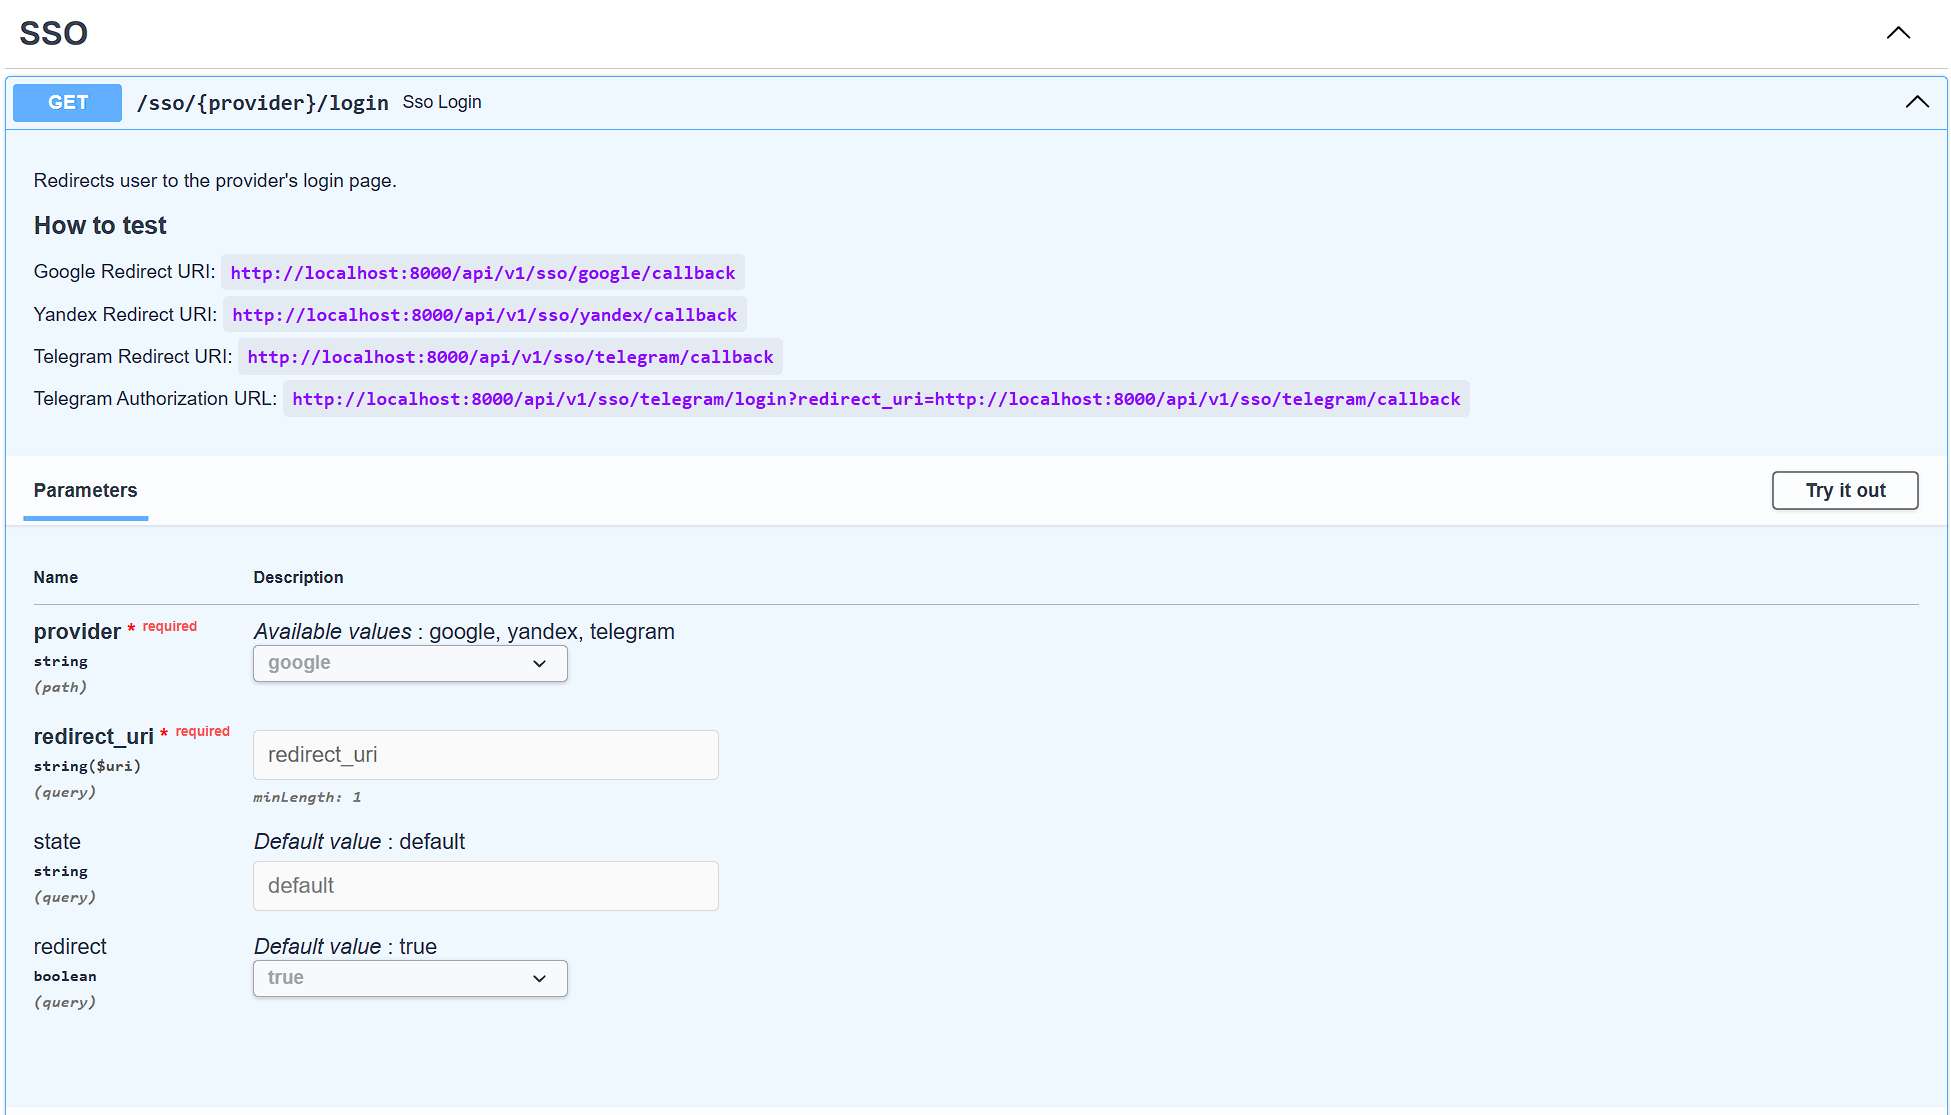 SSO
GET /sso/{provider}/login Sso Login
Redirects user to the provider's login page.
How to test
Google Redirect URI: http://localhost:8000/api/v1/sso/google/callback
Yandex Redirect URI: http://localhost:8000/api/v1/sso/yandex/callback
Telegram Redirect URI: http://localhost:8000/api/v1/sso/telegram/callback
Telegram Authorization URL: http://localhost:8000/api/v1/sso/telegram/login?redirect_uri=http://localhost:8000/api/v1/sso/telegram/callback
Parameters Try it out
Name Description
provider * required Available values : google, yandex, telegram
string google
(path)
redirect_uri * required
string($uri) redirect_uri
(query) minLength: 1
state Default value : default
string default
(query)
redirect Default value : true
boolean true
(query)